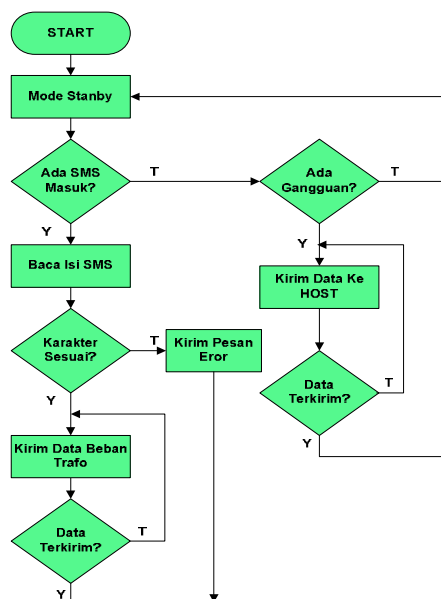 START
Mode Stanby
Ada SMS
Masuk?
T
Ada
Gangguan?
T
Y
Y
Baca Isi SMS
Kirim Data Ke
HOST
Karakter
Sesuai?
T
Kirim Pesan
Eror
Data
Terkirim?
T
Y
Y
Kirim Data Beban
Trafo
Data
Terkirim?
T
Y